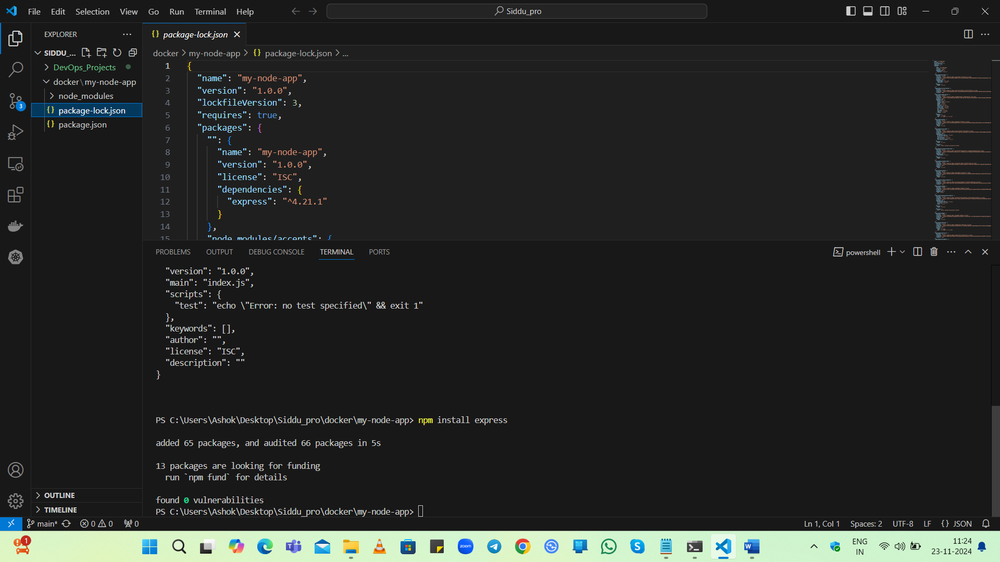 File Edit Selection View Go Run Terminal Help
Siddu_pro
EXPLORER
SIDDU_...
DevOps_Projects
docker\my-node-app
node_modules
package-lock.json
package.json
OUTLINE
TIMELINE
3
package-lock.json
docker > my-node-app > {} package-lock.json > ...
1 {
2 "name": "my-node-app",
3 "version": "1.0.0",
4 "lockfileVersion": 3,
5 "requires": true,
6 "packages": {
7 "": {
8 "name": "my-node-app",
9 "version": "1.0.0",
10 "license": "ISC",
11 "dependencies": {
12 "express": "^4.21.1"
13 }
14 },
15 "node_modules/accepts": {
PROBLEMS OUTPUT DEBUG CONSOLE TERMINAL PORTS
powershell
"version": "1.0.0",
"main": "index.js",
"scripts": {
"test": "echo \"Error: no test specified\" && exit 1"
},
"keywords": [],
"author": "",
"license": "ISC",
"description": ""
}
PS C:\Users\Ashok\Desktop\Siddu_pro\docker\my-node-app> npm install express
added 65 packages, and audited 66 packages in 5s
13 packages are looking for funding
run `npm fund` for details
found 0 vulnerabilities
PS C:\Users\Ashok\Desktop\Siddu_pro\docker\my-node-app>
main* 0 0 0
Ln 1, Col 1 Spaces: 2 UTF-8 LF {} JSON
1
zoom
ENG
IN
11:24
23-11-2024